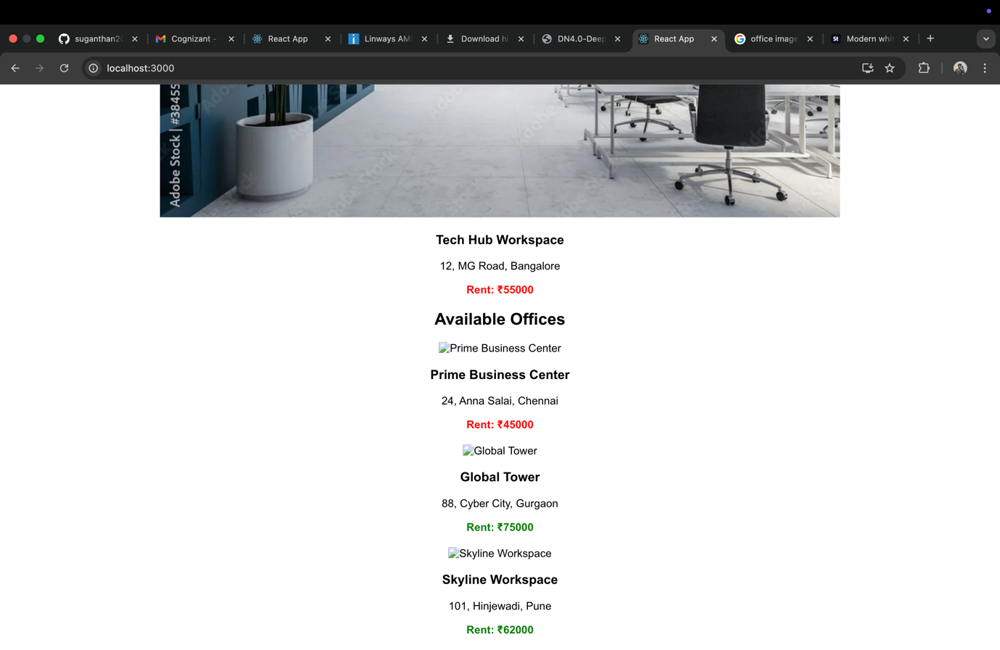 suganthan20
Cognizant -
React App
Linways AMS
Download hi
DN4.0-Deep
React App
office image
Modern whit
localhost:3000
Adobe Stock | #38455
Tech Hub Workspace
12, MG Road, Bangalore
Rent: ₹55000
Available Offices
Prime Business Center
Prime Business Center
24, Anna Salai, Chennai
Rent: ₹45000
Global Tower
Global Tower
88, Cyber City, Gurgaon
Rent: ₹75000
Skyline Workspace
Skyline Workspace
101, Hinjewadi, Pune
Rent: ₹62000